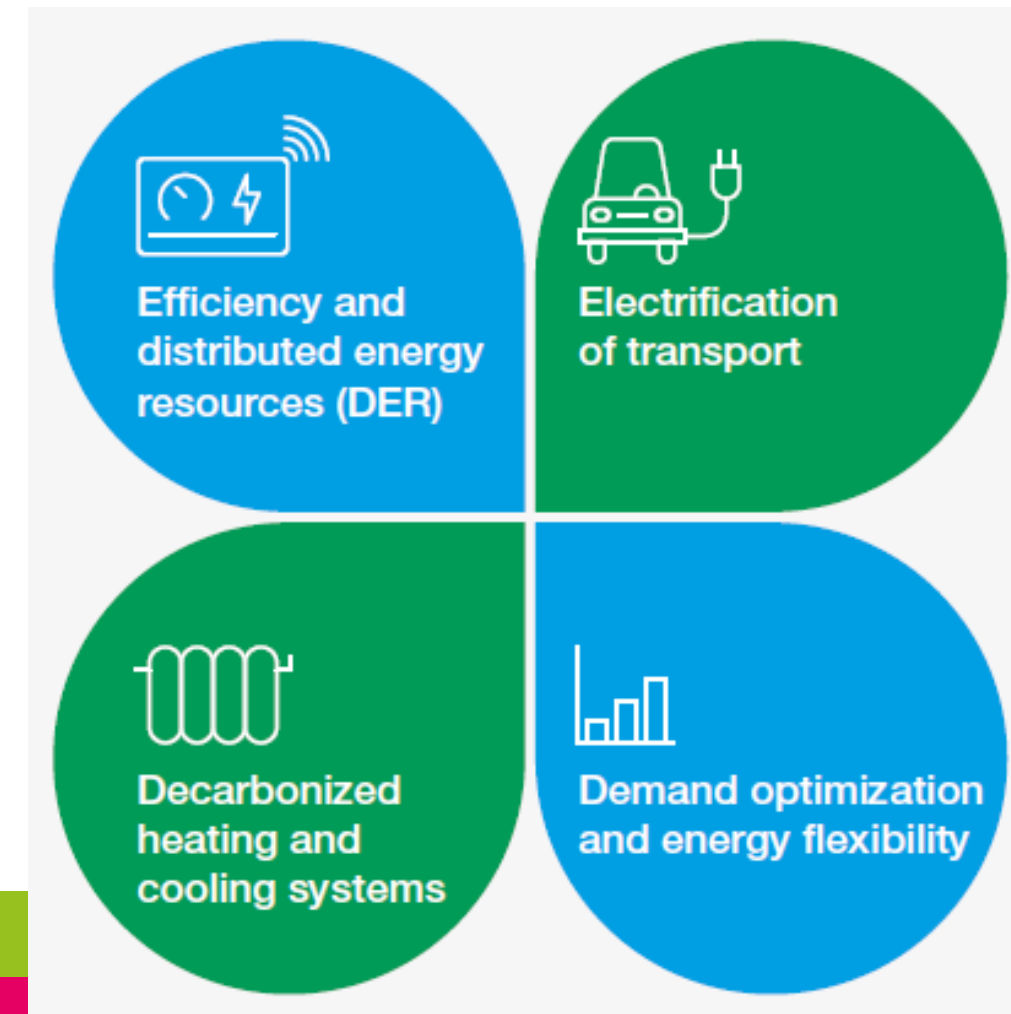 Efficiency and
distributed energy
resources (DER)
Electrification
of transport
Decarbonized
heating and
cooling systems
Demand optimization
and energy flexibility